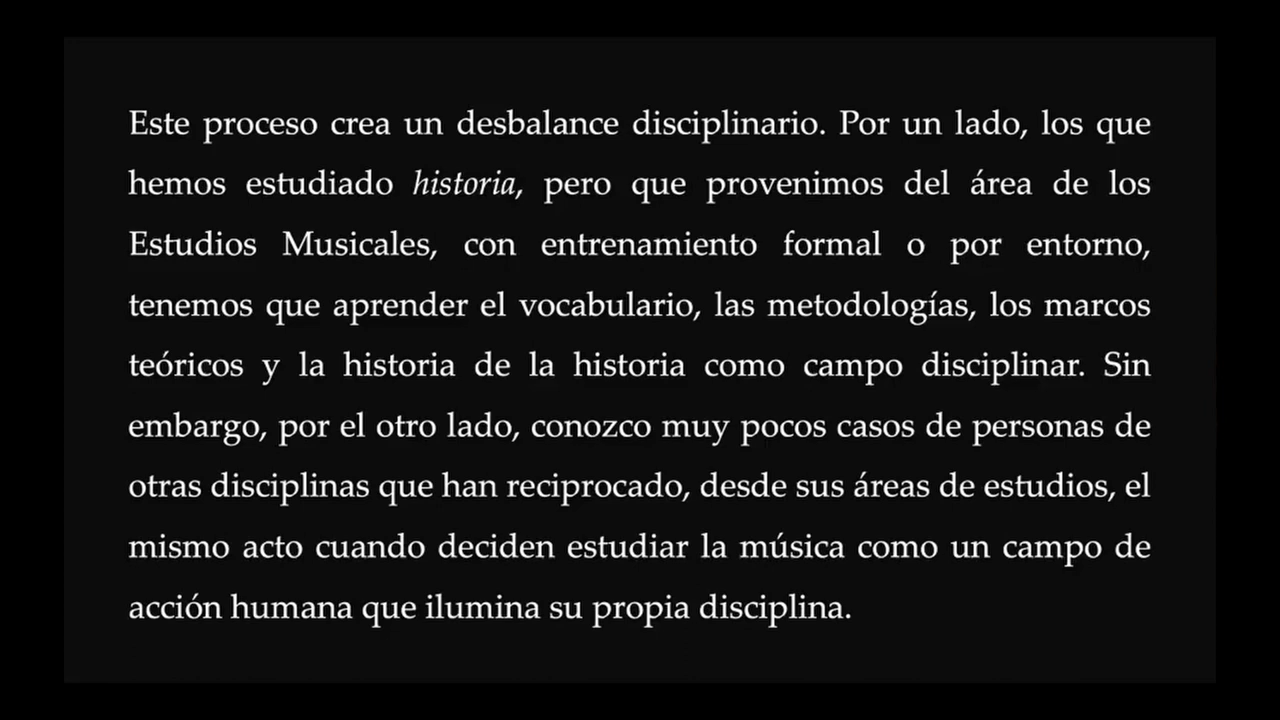 Este proceso crea un desbalance disciplinario. Por un lado, los que
hemos estudiado historia, pero que provenimos del área de los
Estudios Musicales, con entrenamiento formal o por entorno,
tenemos que aprender el vocabulario, las metodologías, los marcos
teóricos y la historia de la historia como campo disciplinar. Sin
embargo, por el otro lado, conozco muy pocos casos de personas de
otras disciplinas que han reciprocado, desde sus áreas de estudios, el
mismo acto cuando deciden estudiar la música como un campo de
acción humana que ilumina su propia disciplina.